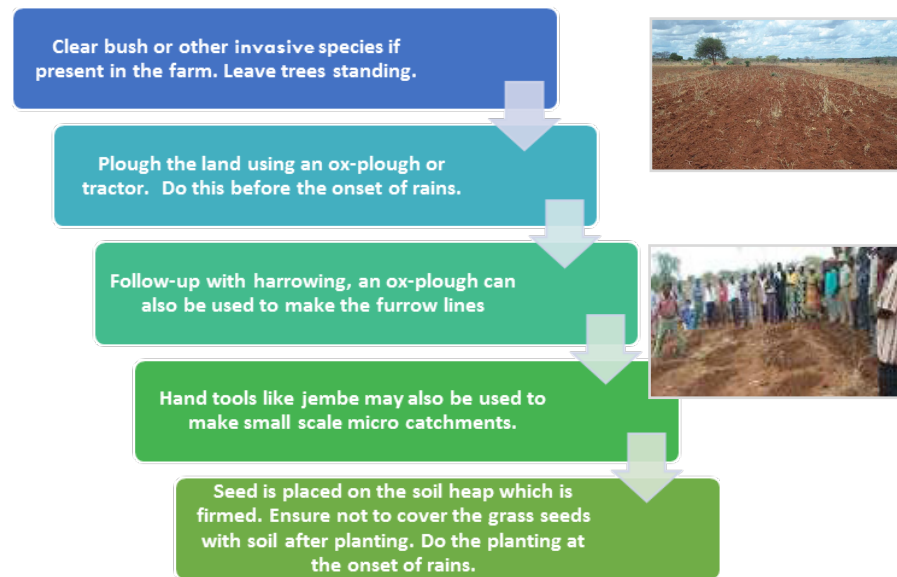 Clear bush or other invasive species if
present in the farm. Leave trees standing.
Plough the land using an ox-plough or
tractor.  Do this before the onset of rains.
Follow-up with harrowing, an ox-plough can
also be used to make the furrow lines
Hand tools like jembe may also be used to
make small scale micro catchments.
Seed is placed on the soil heap which is
firmed. Ensure not to cover the grass seeds
with soil after planting. Do the planting at
the onset of rains.